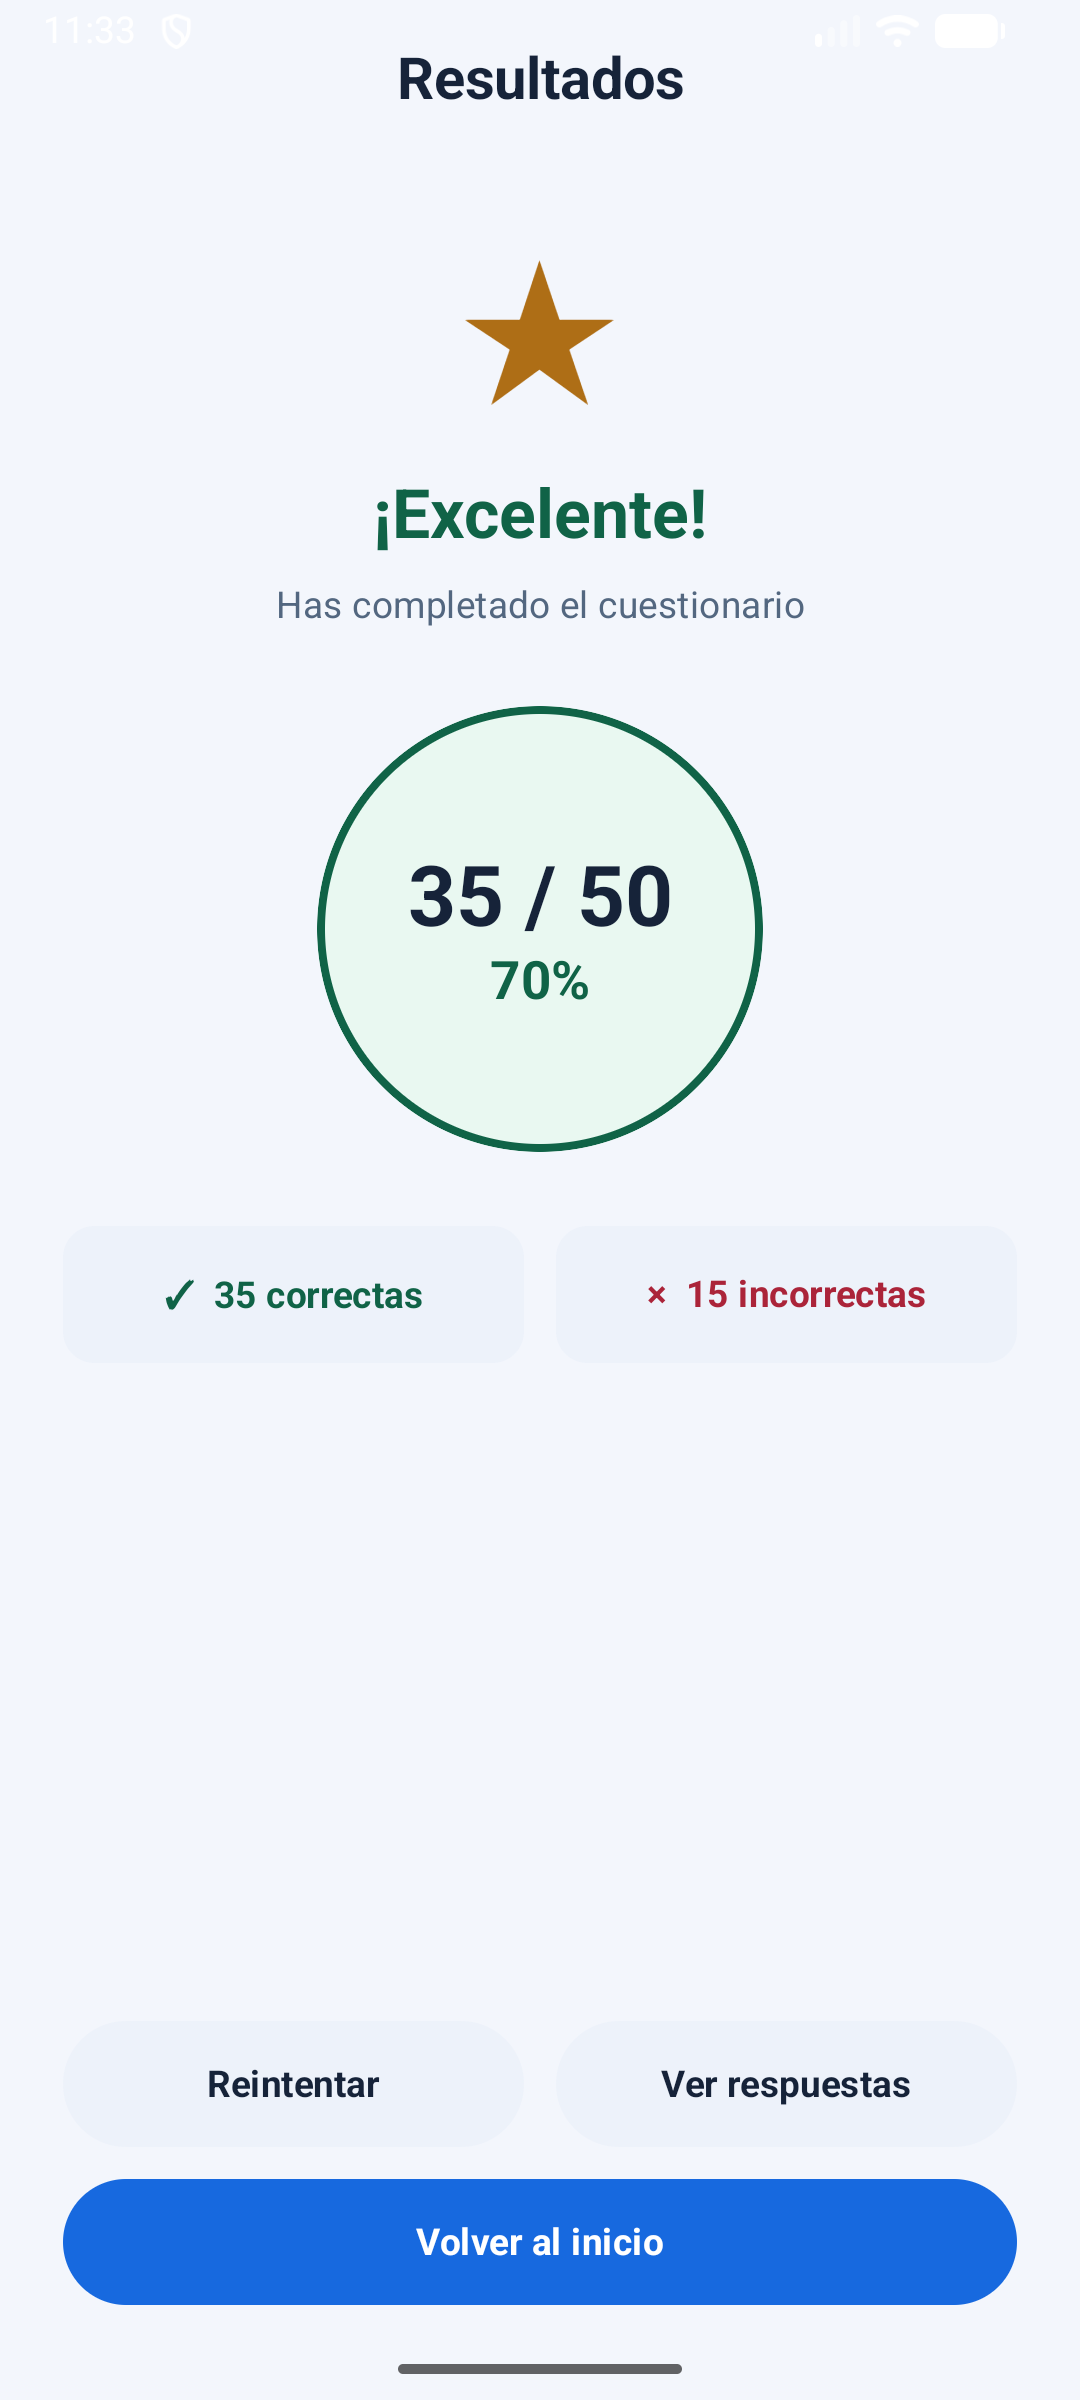 11:33
Resultados
¡Excelente!
Has completado el cuestionario
35 / 50
70%
✓ 35 correctas
× 15 incorrectas
Reintentar
Ver respuestas
Volver al inicio